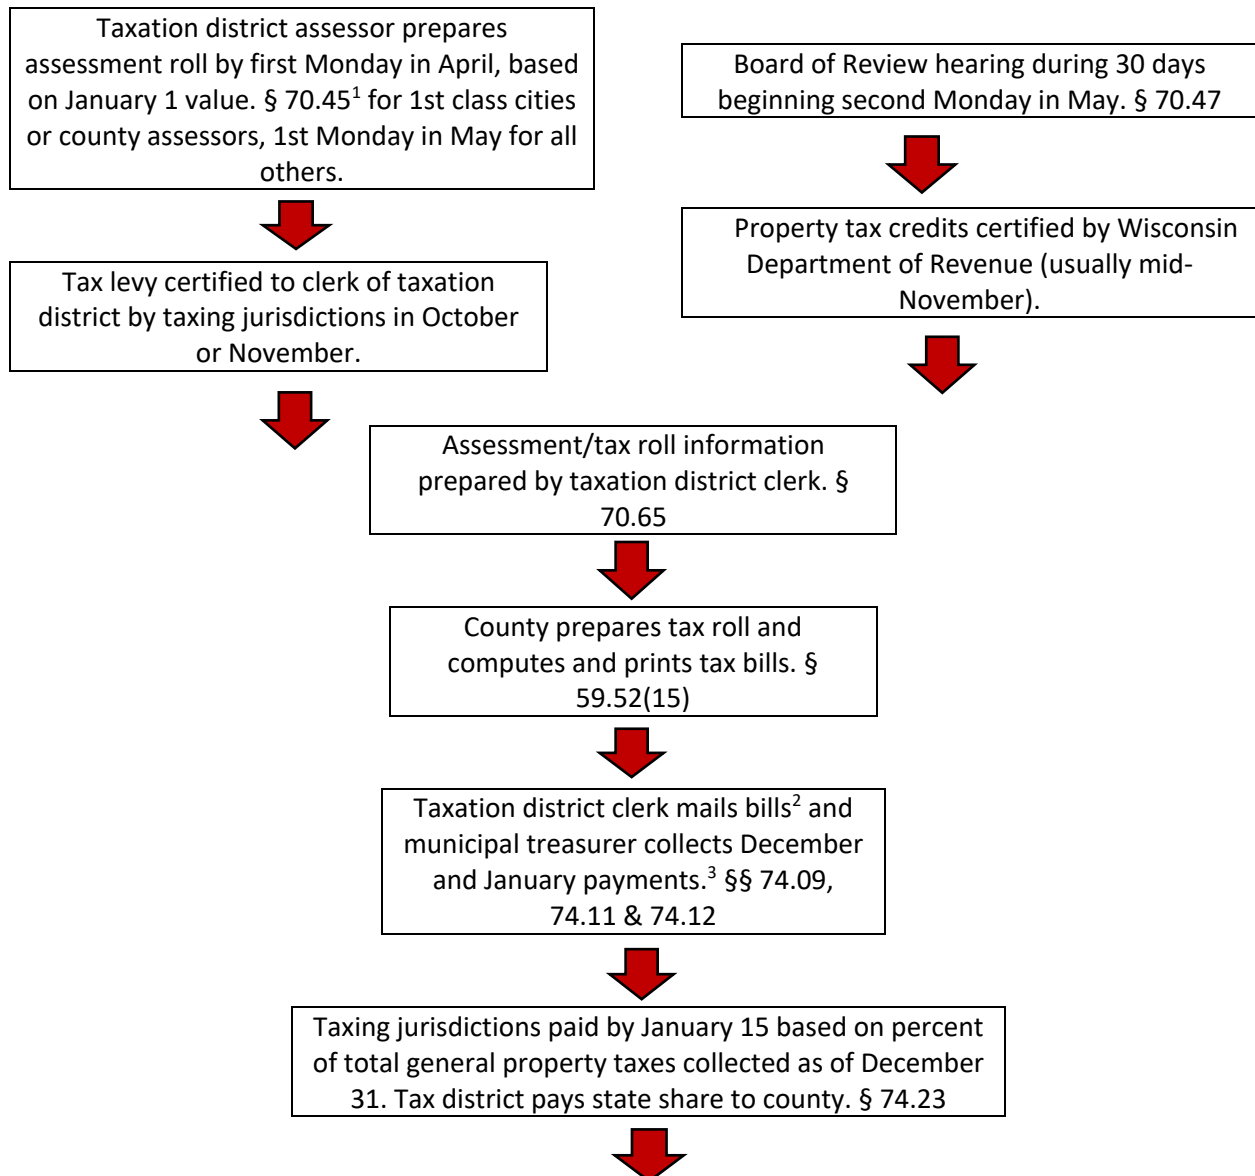 Taxation district assessor prepares
assessment roll by first Monday in April, based
on January 1 value. § 70.45¹ for 1st class cities
or county assessors, 1st Monday in May for all
others.
Board of Review hearing during 30 days
beginning second Monday in May. § 70.47
Tax levy certified to clerk of taxation
district by taxing jurisdictions in October
or November.
Property tax credits certified by Wisconsin
Department of Revenue (usually mid-
November).
Assessment/tax roll information
prepared by taxation district clerk. §
70.65
County prepares tax roll and
computes and prints tax bills. §
59.52(15)
Taxation district clerk mails bills² and
municipal treasurer collects December
and January payments.³ §§ 74.09,
74.11 & 74.12
Taxing jurisdictions paid by January 15 based on percent
of total general property taxes collected as of December
31. Tax district pays state share to county. § 74.23